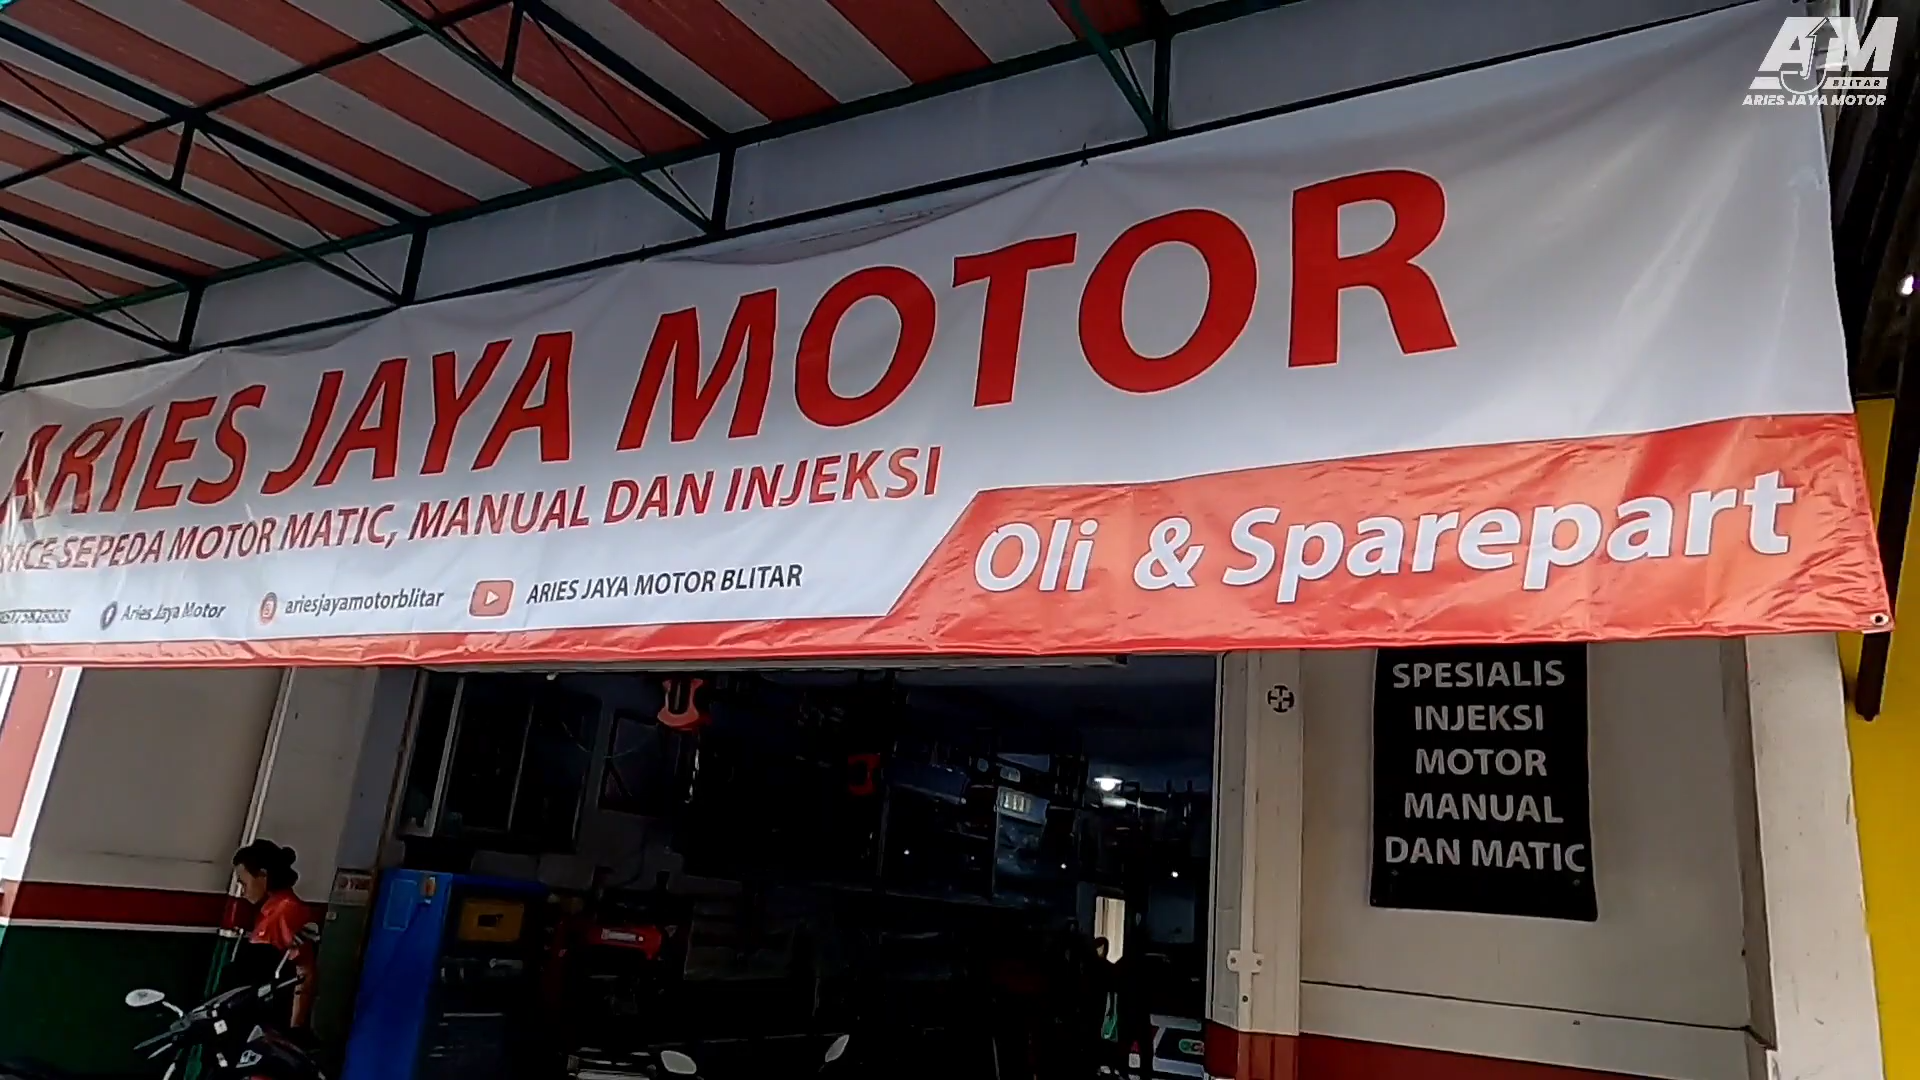 AJM
BLITAR
ARIES JAYA MOTOR
ARIES JAYA MOTOR
SEPEDA MOTOR MATIC, MANUAL DAN INJEKSI
Aries Jaya Motor
ariesjayamotorblitar
ARIES JAYA MOTOR BLITAR
Oli & Sparepart
SPESIALIS
INJEKSI
MOTOR
MANUAL
DAN MATIC